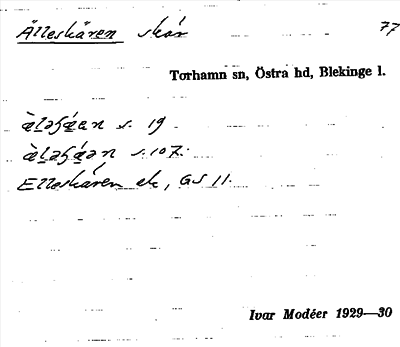 Älleskären skär 77
Torhamn sn, Östra hd, Blekinge l.
s. 19
s. 107.
Elleskären ek, GS 11.
Ivar Modéer 1929—30